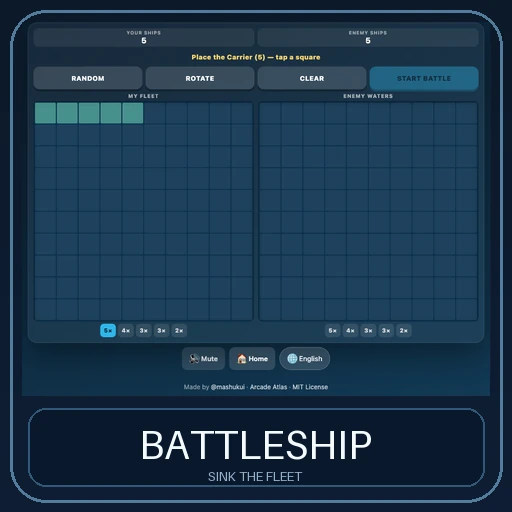 YOUR SHIPS
5
ENEMY SHIPS
5
Place the Carrier (5) — tap a square
RANDOM
ROTATE
CLEAR
START BATTLE
MY FLEET
ENEMY WATERS
5× 4× 3× 3× 2×
5× 4× 3× 3× 2×
Mute
Home
English
Made by @mashukui · Arcade Atlas · MIT License
BATTLESHIP
SINK THE FLEET